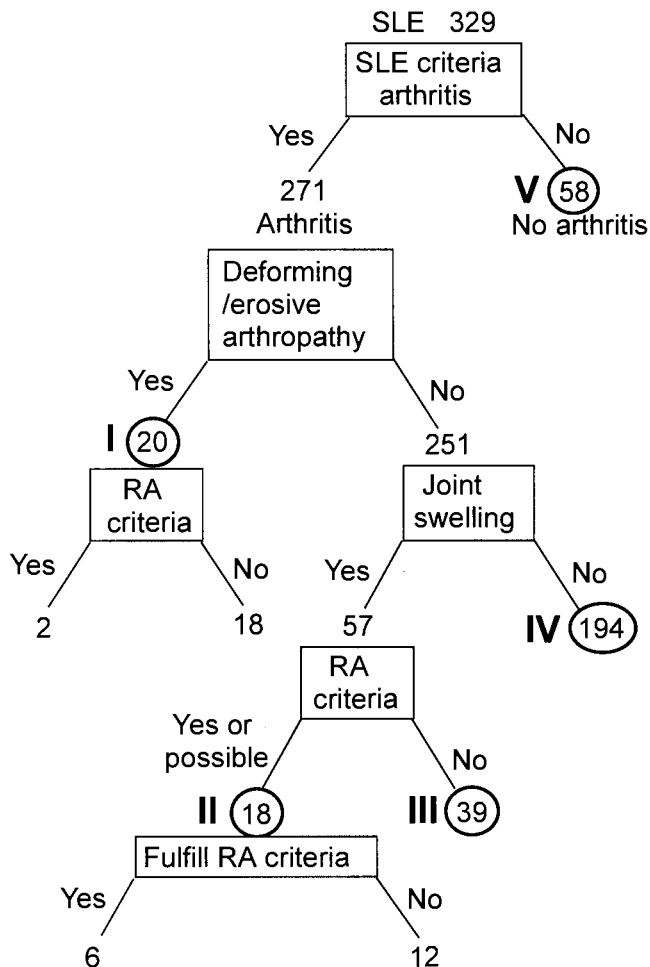 SLE 329
SLE criteria
arthritis
Yes
No
271
V 58
Arthritis
No arthritis
Deforming
/erosive
arthropathy
Yes
No
I 20
251
RA
criteria
Joint
swelling
Yes
No
Yes
No
2
18
57
IV 194
RA
criteria
Yes or
possible
No
II 18
III 39
Fulfill RA criteria
Yes
No
6
12